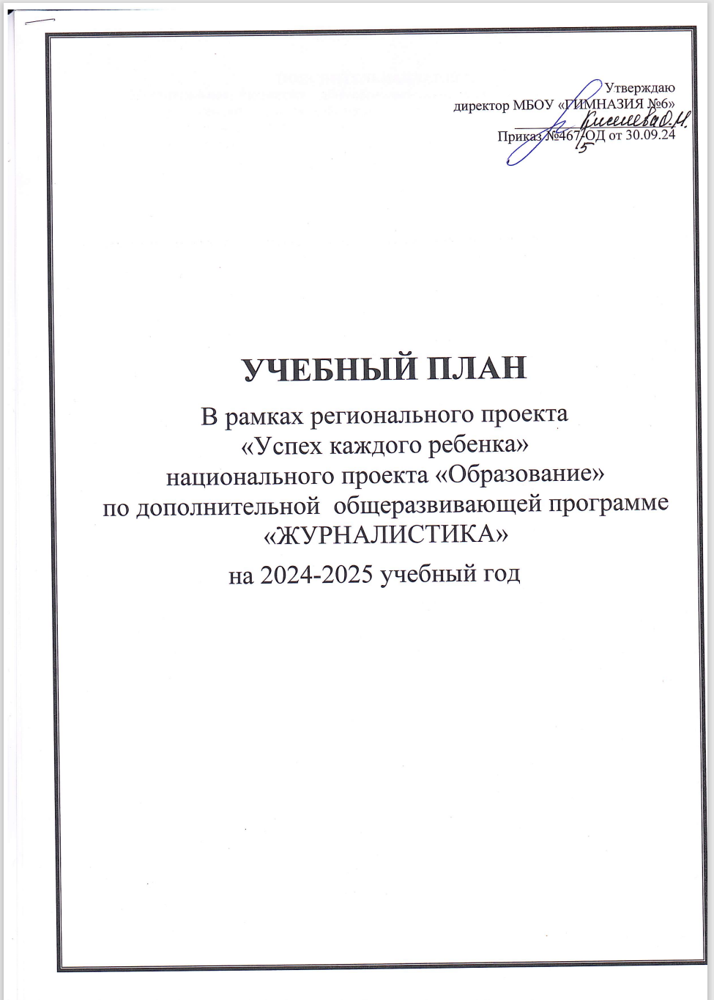 Утверждаю
директор МБОУ «ГИМНАЗИЯ №6»
Киселева О.Н.
Приказ №467-ОД от 30.09.24
5
УЧЕБНЫЙ ПЛАН
В рамках регионального проекта
«Успех каждого ребенка»
национального проекта «Образование»
по дополнительной общеразвивающей программе
«ЖУРНАЛИСТИКА»
на 2024-2025 учебный год